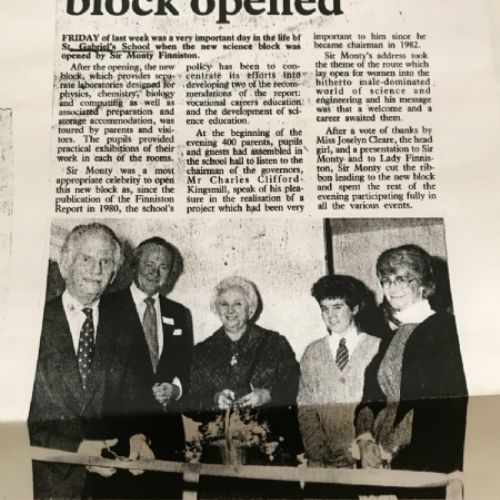 block opened
FRIDAY of last week was a very important day in the life of
St. Gabriel's School when the new science block was
opened by Sir Monty Finniston.
After the opening, the new
block, which provides sepa-
rate laboratories designed for
physics, chemistry, biology
and computing as well as
associated preparation and
storage accommodation, was
toured by parents and visi-
tors. The pupils provided
practical exhibitions of their
work in each of the rooms.
Sir Monty was a most
appropriate celebrity to open
this new block as, since the
publication of the Finniston
Report in 1980, the school's
policy has been to con-
centrate its efforts into
developing two of the recom-
mendations of the report:
vocational careers education
and the development of sci-
ence education.
At the beginning of the
evening 400 parents, pupils
and guests had assembled in
the school hall to listen to the
chairman of the governors,
Mr Charles Clifford-
Kingsmill, speak of his plea-
sure in the realisation of a
project which had been very
important to him since he
became chairman in 1982.
Sir Monty's address took
the theme of the route which
lay open for women into the
hitherto male-dominated
world of science and
engineering and his message
was that a welcome and a
career awaited them.
After a vote of thanks by
Miss Joselyn Cleare, the head
girl, and a presentation to Sir
Monty and to Lady Finnis-
ton, Sir Monty cut the rib-
bon leading to the new block
and spent the rest of the
evening participating fully in
all the various events.